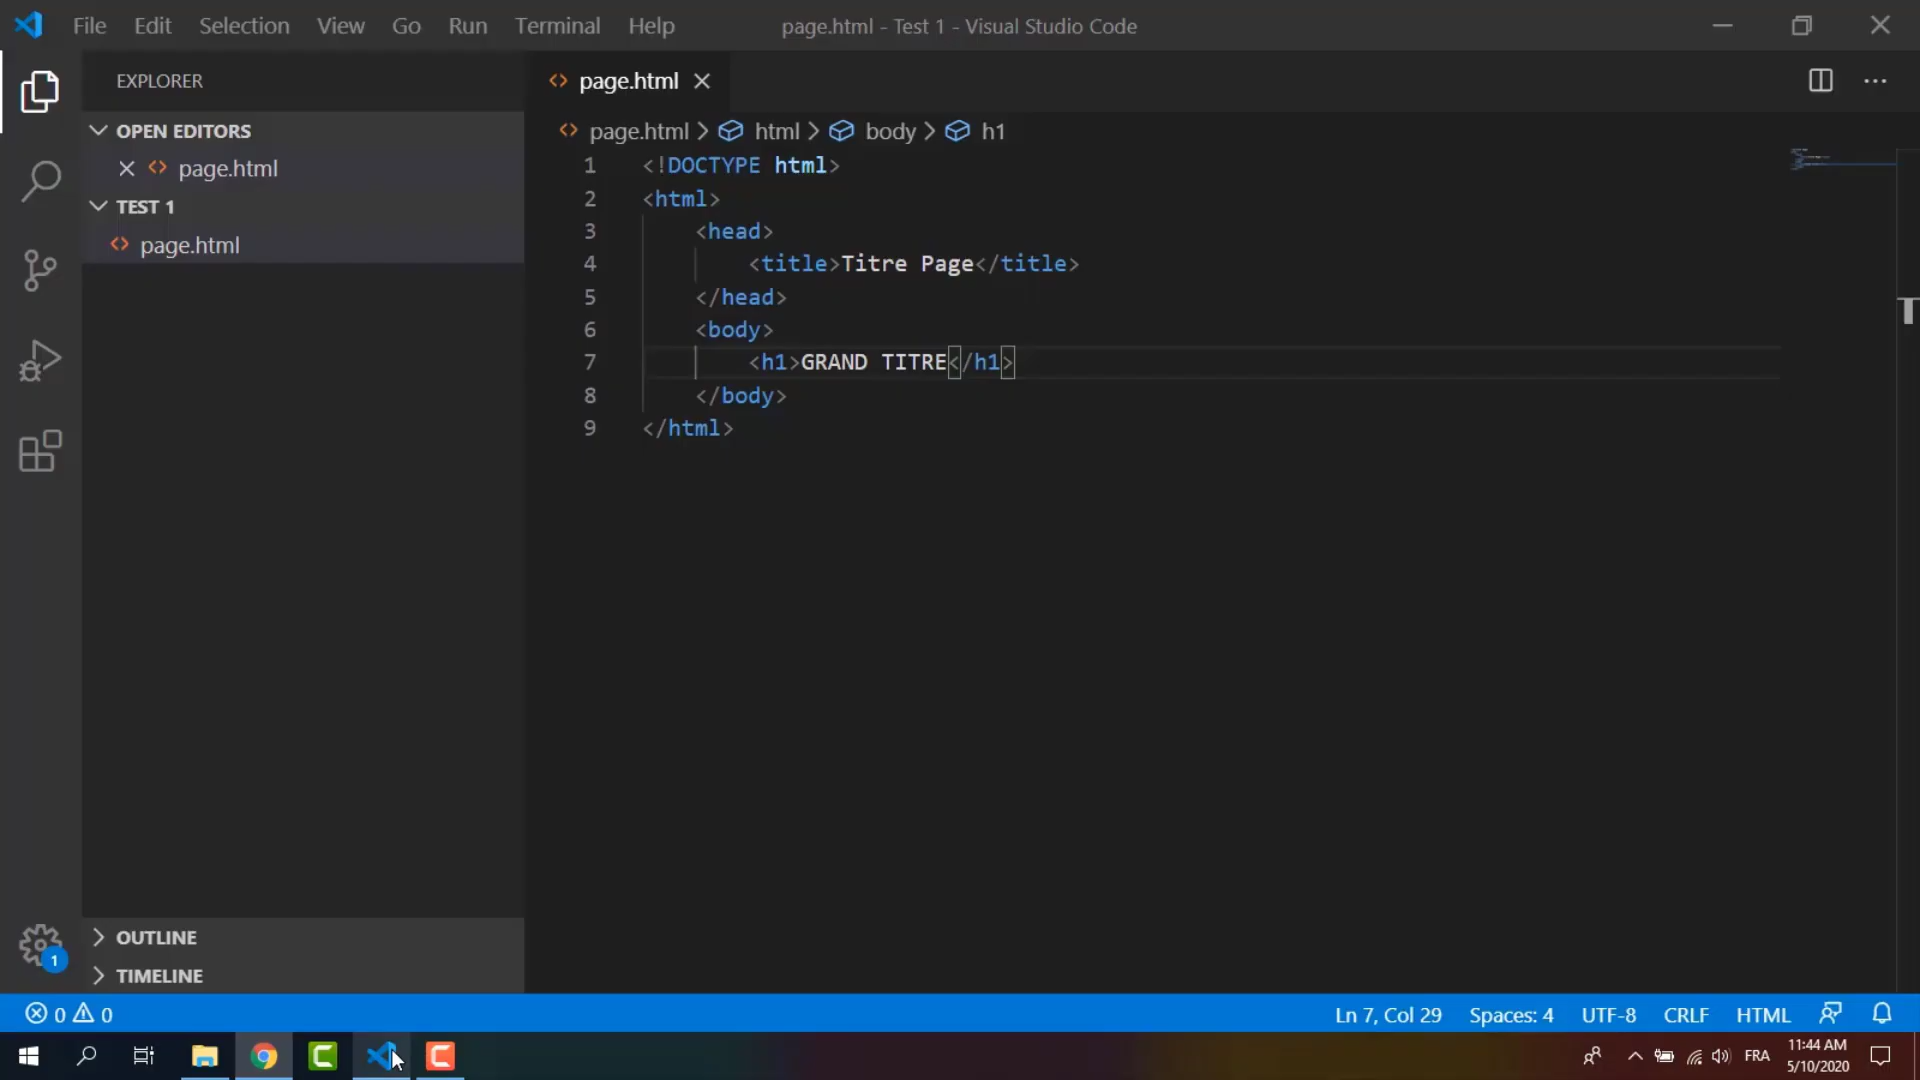 File Edit Selection View Go Run Terminal Help page.html - Test 1 - Visual Studio Code
EXPLORER
OPEN EDITORS
page.html
TEST 1
page.html
OUTLINE
TIMELINE
1
page.html
page.html > html > body > h1
1 <!DOCTYPE html>
2 <html>
3 <head>
4 <title>Titre Page</title>
5 </head>
6 <body>
7 <h1>GRAND TITRE</h1>
8 </body>
9 </html>
0 0 Ln 7, Col 29 Spaces: 4 UTF-8 CRLF HTML
FRA 11:44 AM
5/10/2020